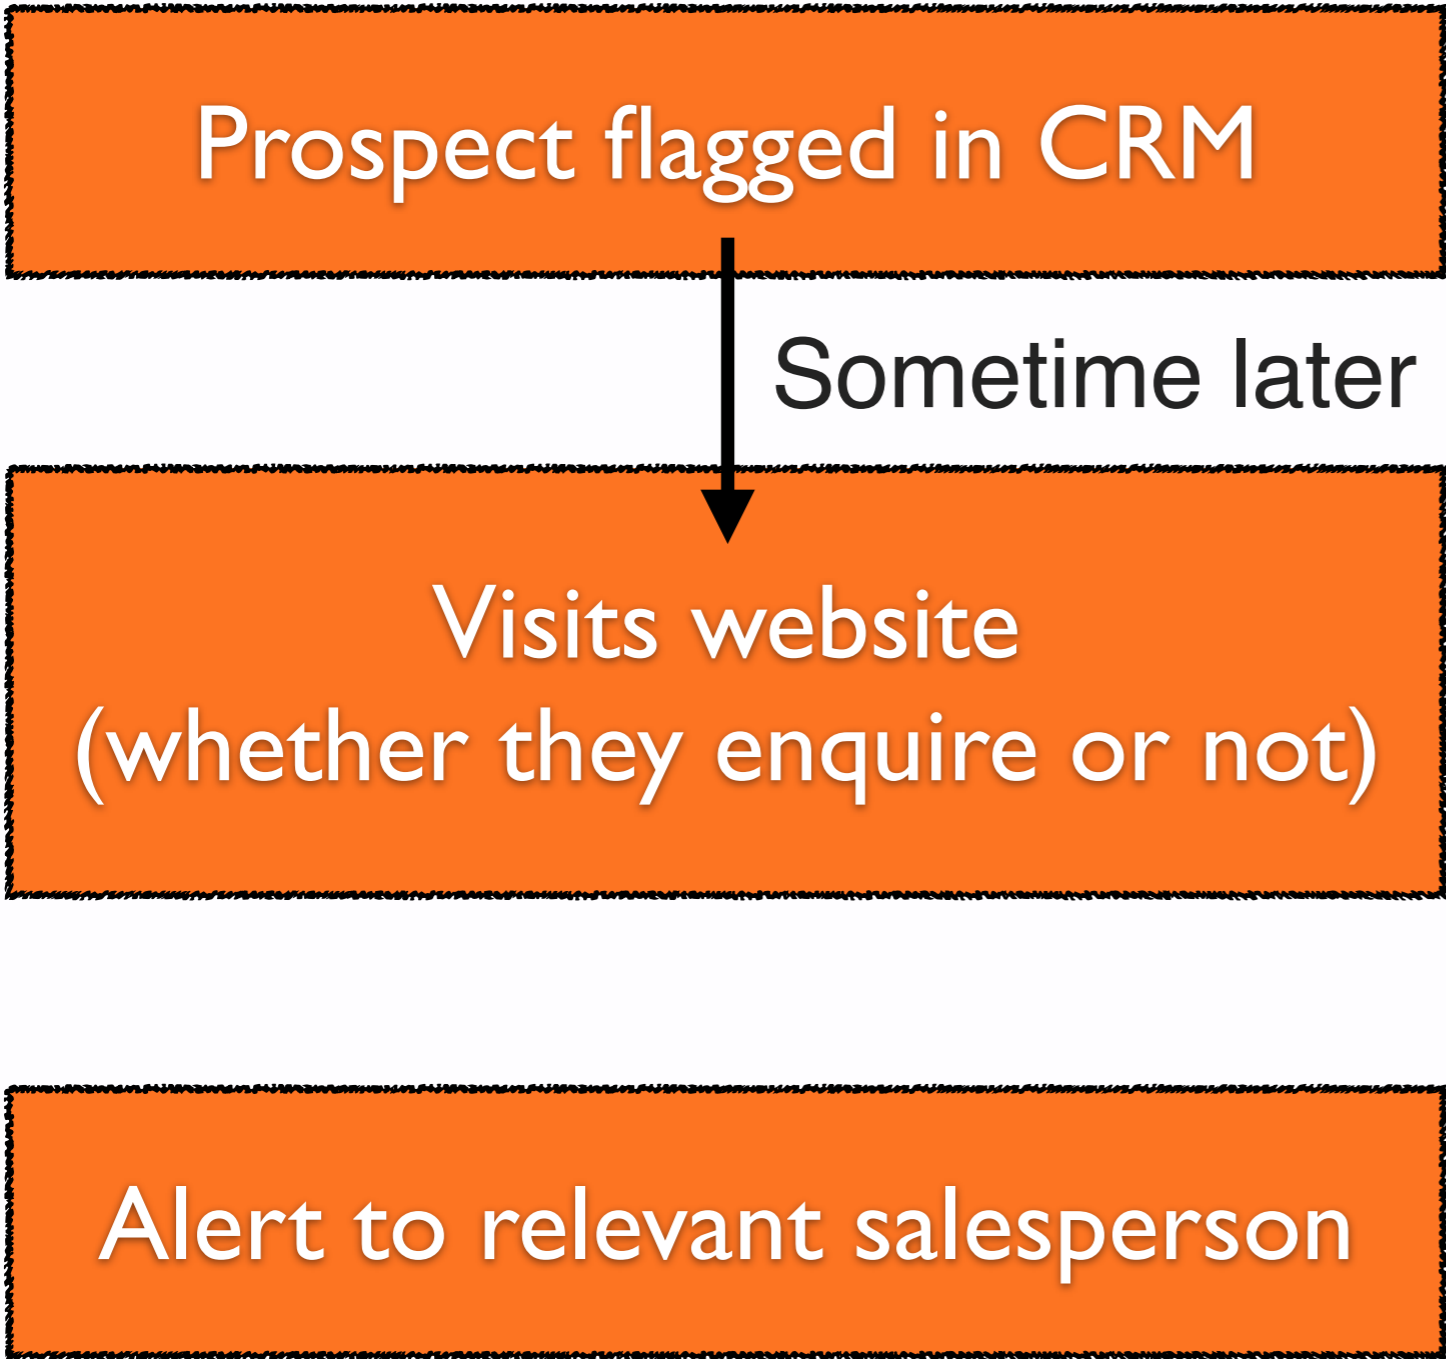 Prospect flagged in CRM
Sometime later
Visits website
(whether they enquire or not)
Alert to relevant salesperson